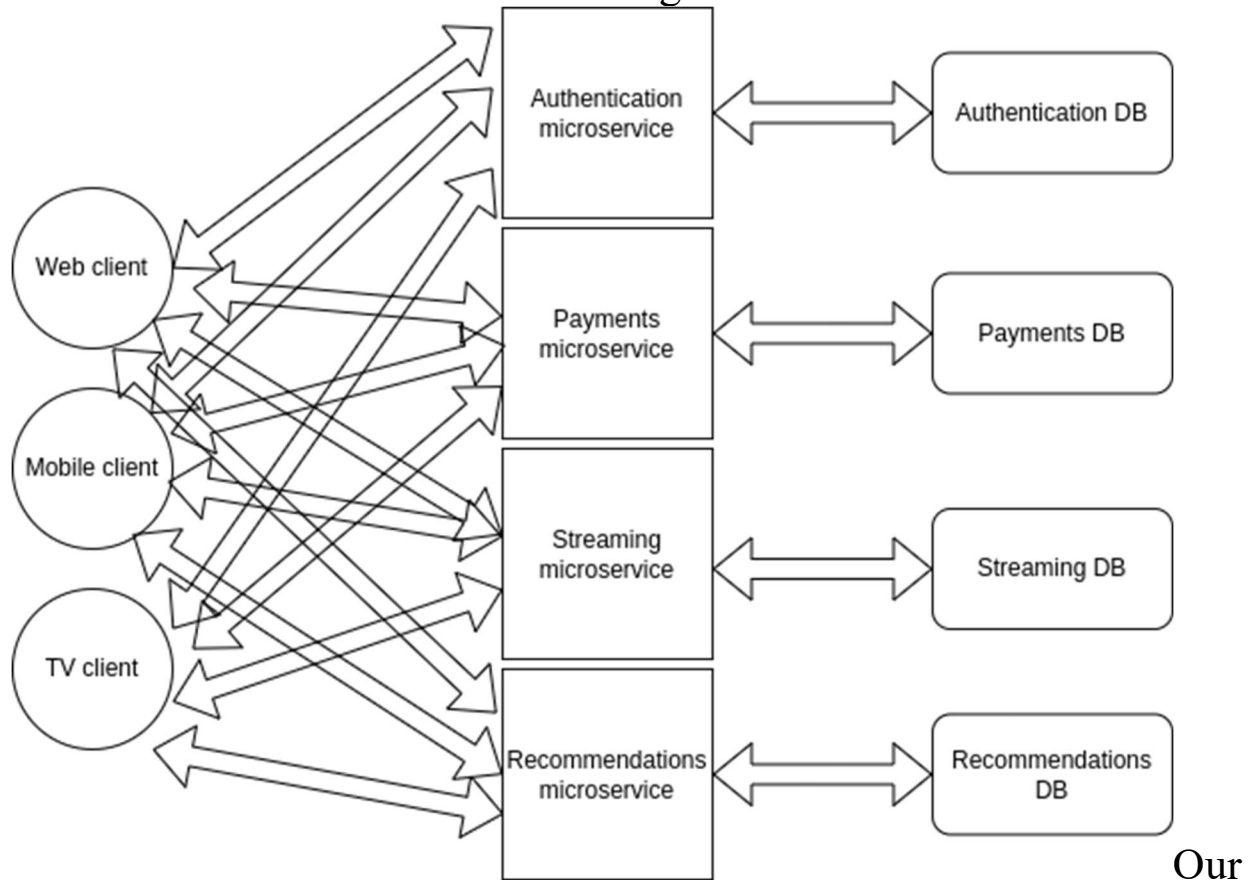 Authentication
microservice
Authentication DB
Web client
Payments
microservice
Payments DB
Mobile client
Streaming
microservice
Streaming DB
TV client
Recommendations
microservice
Recommendations
DB
Our